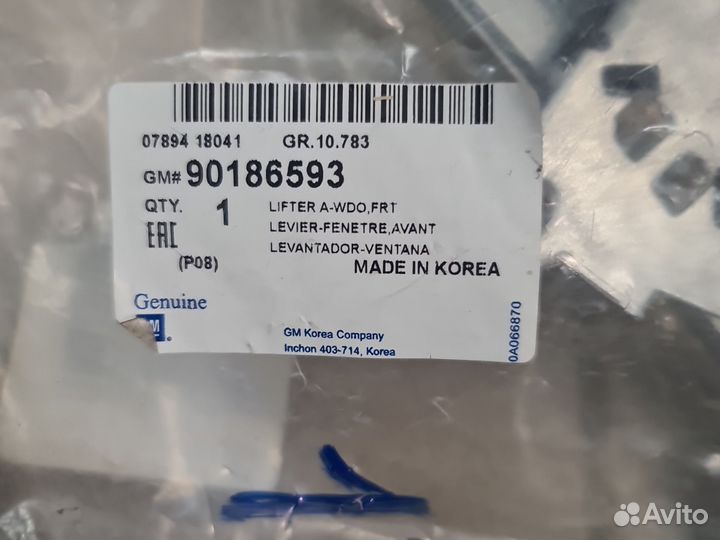 07894 18041 GR.10.783
GM# 90186593
QTY. 1 LIFTER A-WDO,FRT
LEVIER-FENETRE,AVANT
EAC LEVANTADOR-VENTANA
(P08) MADE IN KOREA
Genuine
GM.
GM Korea Company
Inchon 403-714, Korea
0A066870
Avito